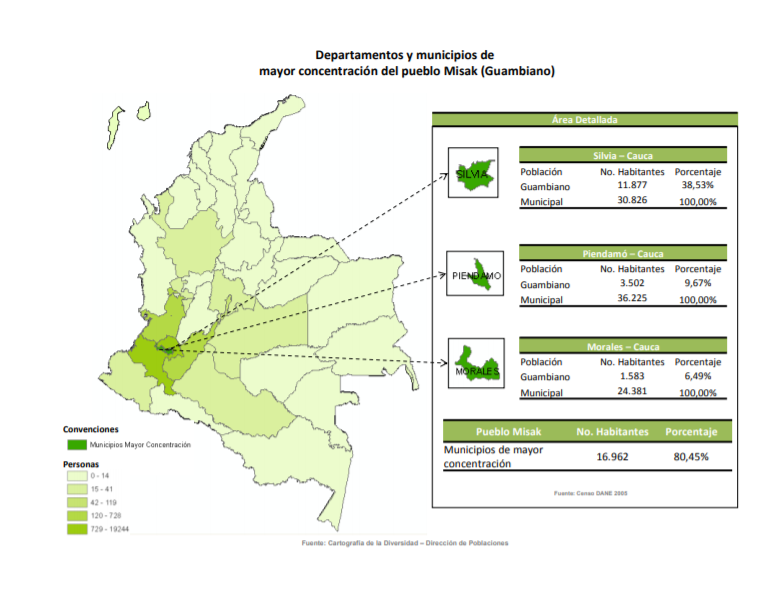 Departamentos y municipios de
mayor concentración del pueblo Misak (Guambiano)
Área Detallada
SILVIA
Silvia – Cauca
Población No. Habitantes Porcentaje
Guambiano 11.877 38,53%
Municipal 30.826 100,00%
PIENDAMO
Piendamó – Cauca
Población No. Habitantes Porcentaje
Guambiano 3.502 9,67%
Municipal 36.225 100,00%
MORALES
Morales – Cauca
Población No. Habitantes Porcentaje
Guambiano 1.583 6,49%
Municipal 24.381 100,00%
Pueblo Misak No. Habitantes Porcentaje
Municipios de mayor
concentración 16.962 80,45%
Fuente: Censo DANE 2005
Convenciones
Municipios Mayor Concentración
Personas
0 - 14
15 - 41
42 - 119
120 - 728
729 - 19244
Fuente: Cartografía de la Diversidad – Dirección de Poblaciones